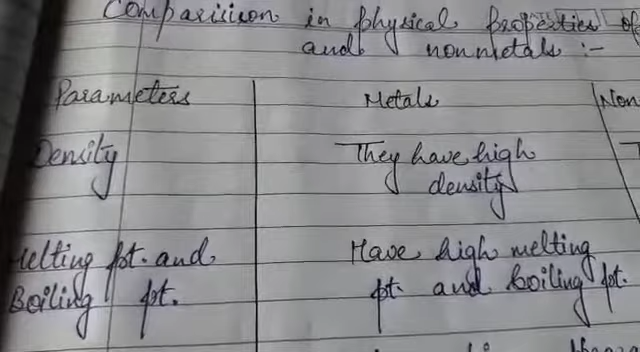 Comparision in physical properties of
and nonmetals :-
Parameters Metals Non
Density They have high
density
Melting pt. and Have high melting
Boiling pt. pt. and boiling pt.